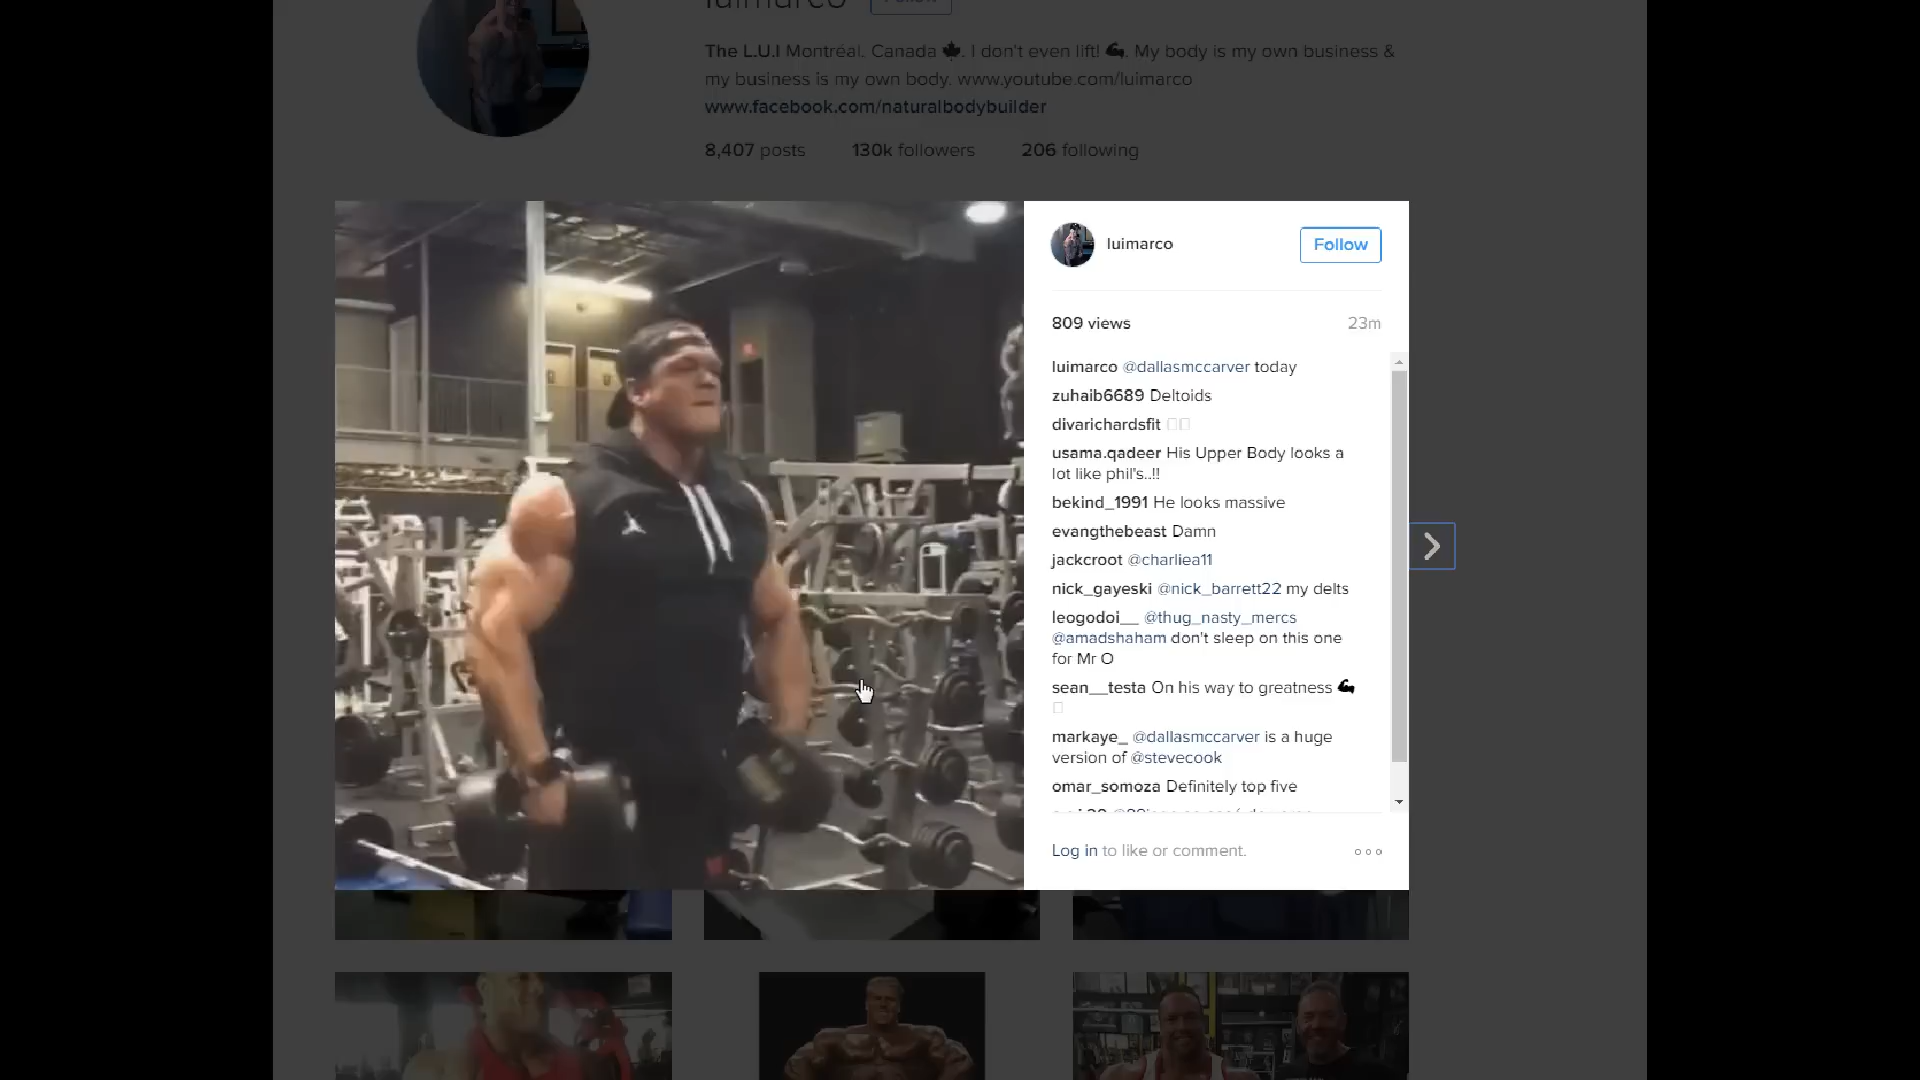 luimarco Follow
The L.U.I Montréal. Canada 🍁. I don't even lift! 💪. My body is my own business &
my business is my own body. www.youtube.com/luimarco
www.facebook.com/naturalbodybuilder
8,407 posts 130k followers 206 following
luimarco Follow
809 views 23m
luimarco @dallasmccarver today
zuhaib6689 Deltoids
divarichardsfit
usama.qadeer His Upper Body looks a
lot like phil's..!!
bekind_1991 He looks massive
evangthebeast Damn
jackcroot @charliea11
nick_gayeski @nick_barrett22 my delts
leogodoi__ @thug_nasty_mercs
@amadshaham don't sleep on this one
for Mr O
sean__testa On his way to greatness 💪
markaye_ @dallasmccarver is a huge
version of @stevecook
omar_somoza Definitely top five
Log in to like or comment.